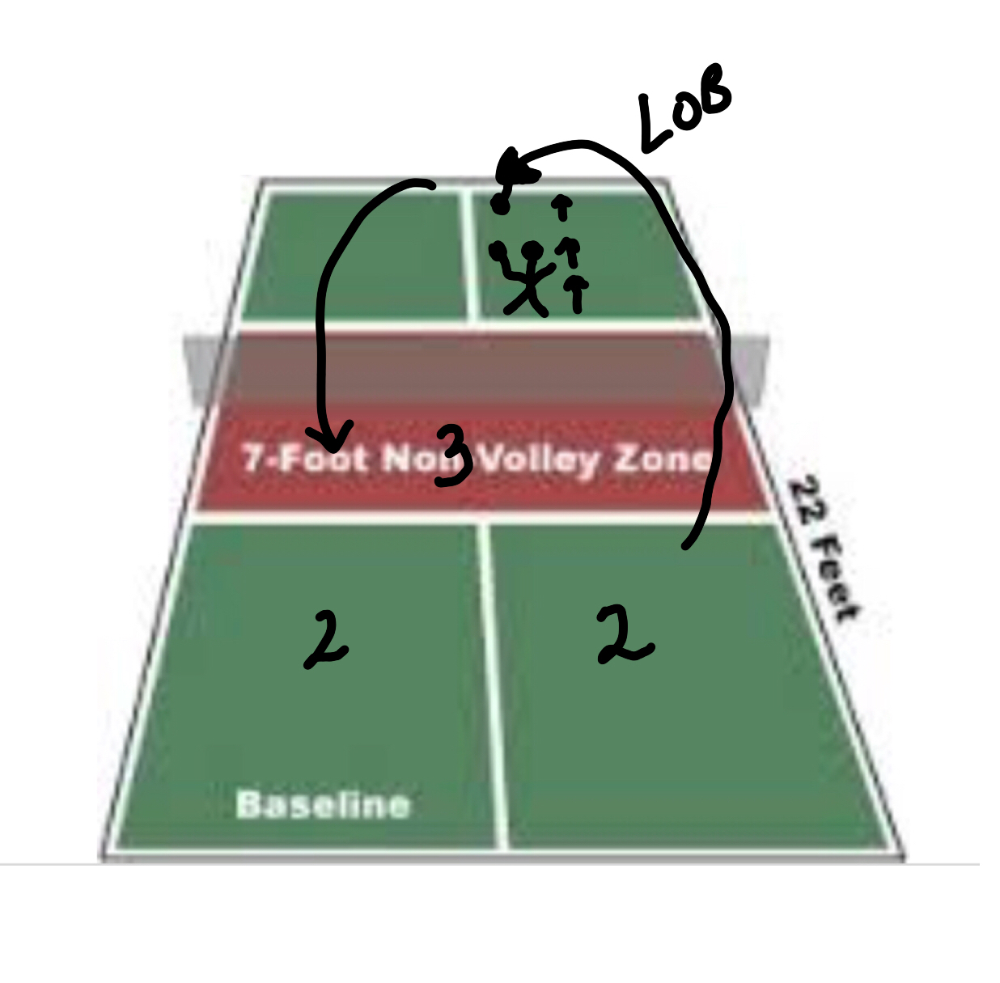 LOB
7-Foot Non-Volley Zone
3
22 Feet
2 2
Baseline